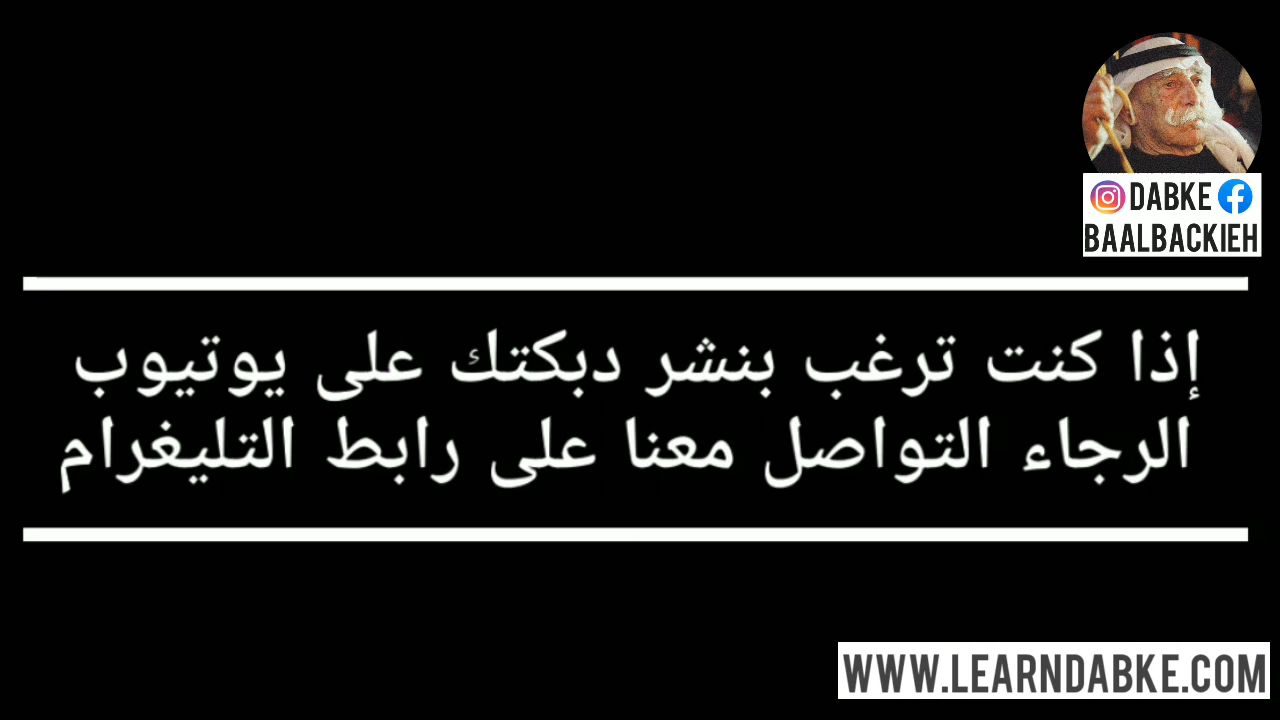 DABKE
BAALBACKIEH
إذا كنت ترغب بنشر دبكتك على يوتيوب
الرجاء التواصل معنا على رابط التليغرام
WWW.LEARNDABKE.COM